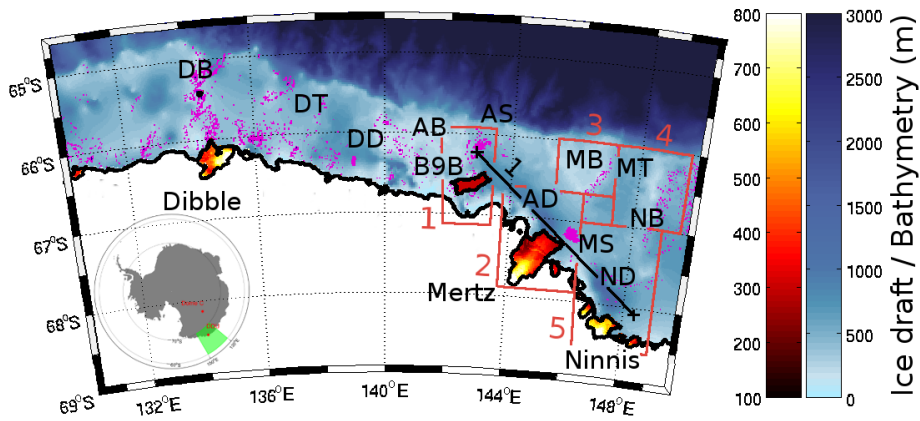 65°S
66°S
67°S
68°S
69°S
132°E
136°E
140°E
144°E
148°E
DB
DT
DD
AB
AS
B9B
AD
MB
MT
NB
MS
ND
1
1
2
3
4
5
Dibble
Mertz
Ninnis
800
700
600
500
400
300
200
100
3000
2500
2000
1500
1000
500
0
Ice draft / Bathymetry (m)